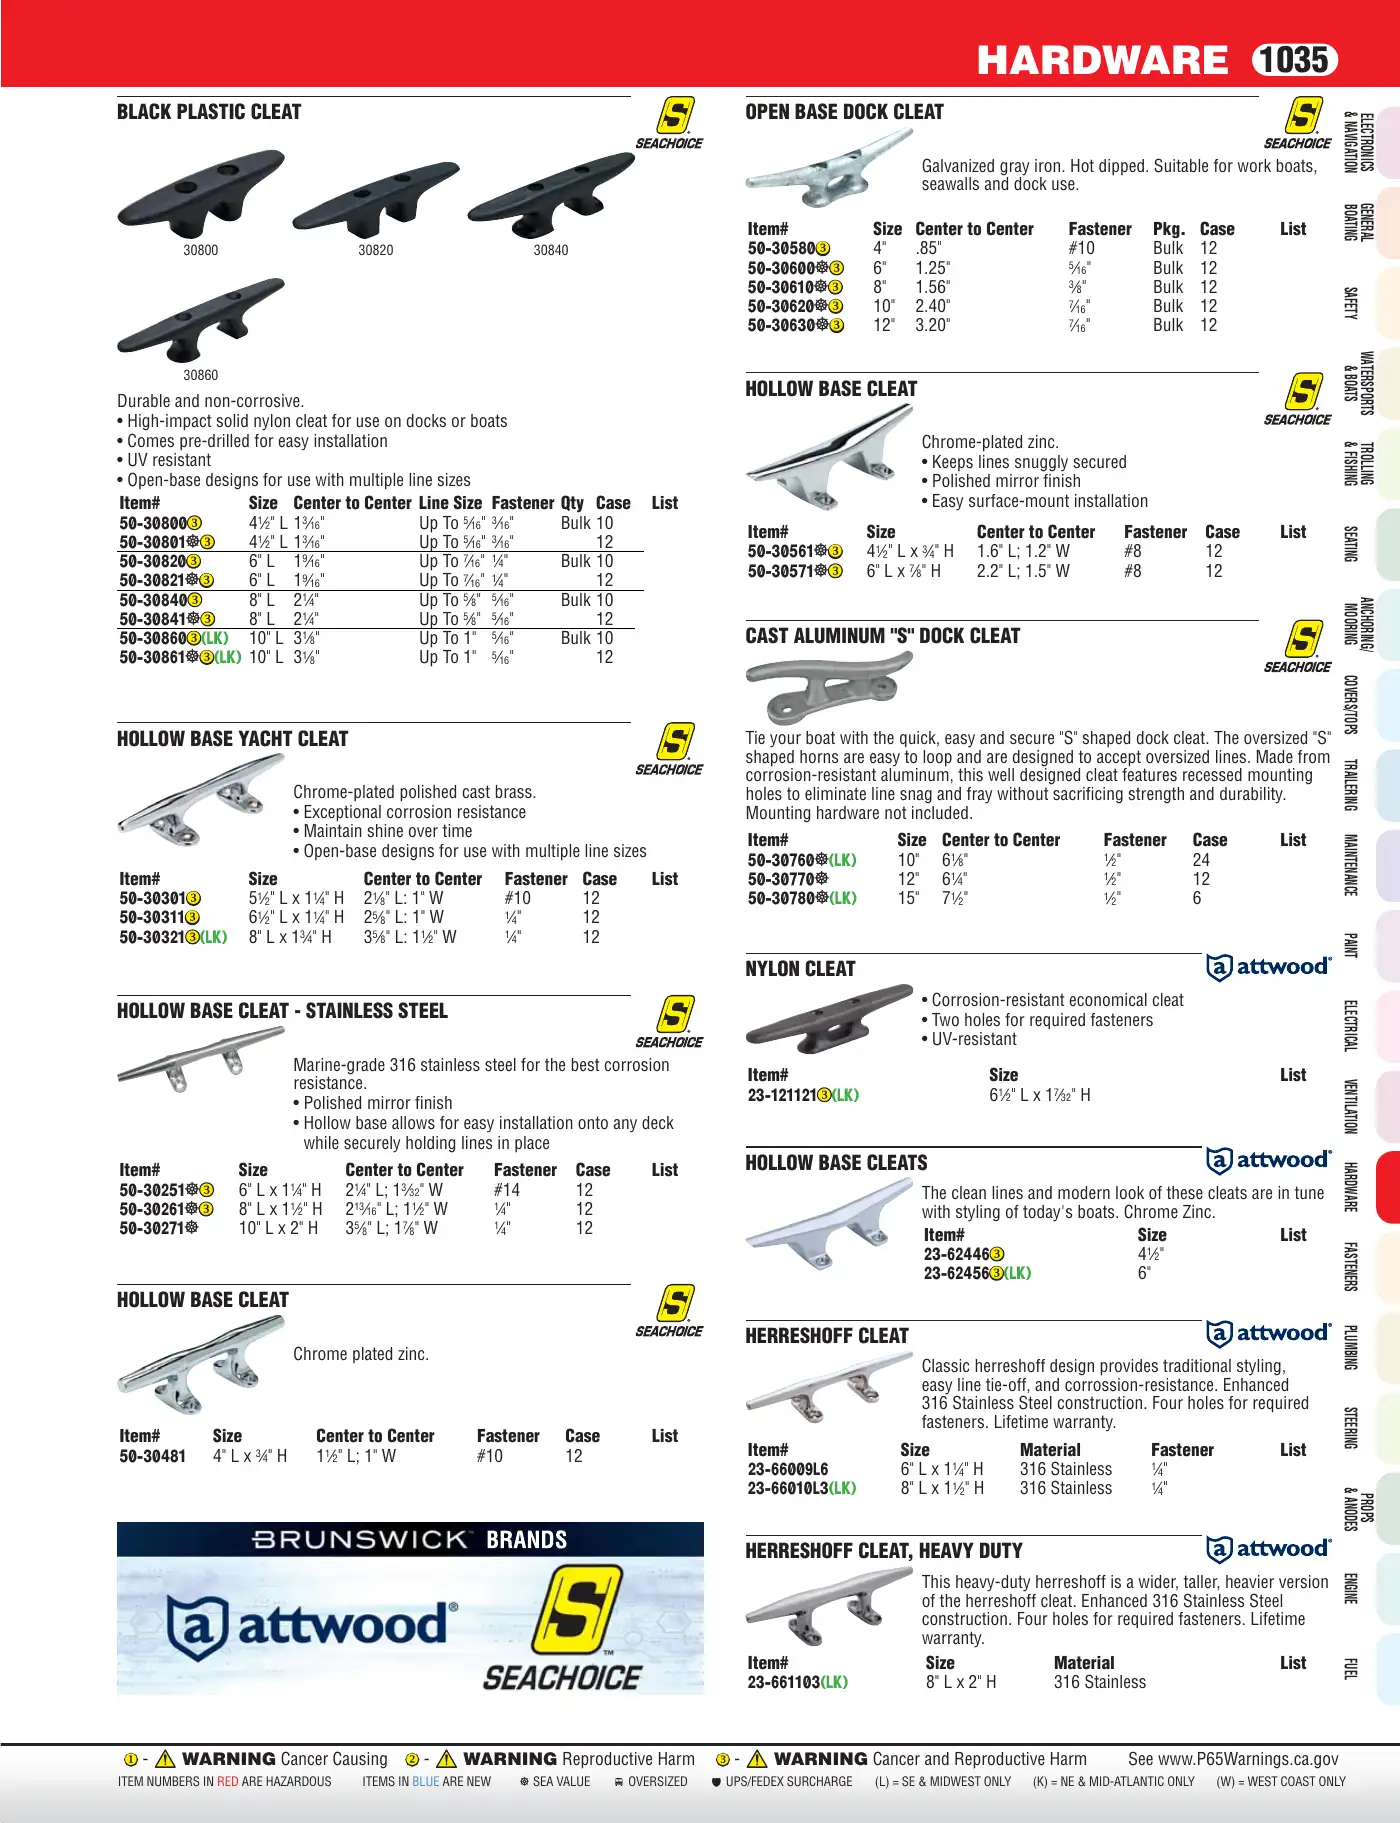 HARDWARE 1035
BLACK PLASTIC CLEAT
S
SEACHOICE
30800 30820 30840
30860
Durable and non-corrosive.
• High-impact solid nylon cleat for use on docks or boats
• Comes pre-drilled for easy installation
• UV resistant
• Open-base designs for use with multiple line sizes
Item# Size Center to Center Line Size Fastener Qty Case List
50-30800③ 4½" L 1³⁄₁₆" Up To ⁵⁄₁₆" ³⁄₁₆" Bulk 10
50-30801☸③ 4½" L 1³⁄₁₆" Up To ⁵⁄₁₆" ³⁄₁₆" 12
50-30820③ 6" L 1⁹⁄₁₆" Up To ⁷⁄₁₆" ¼" Bulk 10
50-30821☸③ 6" L 1⁹⁄₁₆" Up To ⁷⁄₁₆" ¼" 12
50-30840③ 8" L 2¼" Up To ⅝" ⁵⁄₁₆" Bulk 10
50-30841☸③ 8" L 2¼" Up To ⅝" ⁵⁄₁₆" 12
50-30860③(LK) 10" L 3⅛" Up To 1" ⁵⁄₁₆" Bulk 10
50-30861☸③(LK) 10" L 3⅛" Up To 1" ⁵⁄₁₆" 12
HOLLOW BASE YACHT CLEAT
S
SEACHOICE
Chrome-plated polished cast brass.
• Exceptional corrosion resistance
• Maintain shine over time
• Open-base designs for use with multiple line sizes
Item# Size Center to Center Fastener Case List
50-30301③ 5½" L x 1¼" H 2⅛" L: 1" W #10 12
50-30311③ 6½" L x 1¼" H 2⅝" L: 1" W ¼" 12
50-30321③(LK) 8" L x 1¾" H 3⅝" L: 1½" W ¼" 12
HOLLOW BASE CLEAT - STAINLESS STEEL
S
SEACHOICE
Marine-grade 316 stainless steel for the best corrosion
resistance.
• Polished mirror finish
• Hollow base allows for easy installation onto any deck
while securely holding lines in place
Item# Size Center to Center Fastener Case List
50-30251☸③ 6" L x 1¼" H 2¼" L; 1³⁄₃₂" W #14 12
50-30261☸③ 8" L x 1½" H 2¹³⁄₁₆" L; 1½" W ¼" 12
50-30271☸ 10" L x 2" H 3⅝" L; 1⅞" W ¼" 12
HOLLOW BASE CLEAT
S
SEACHOICE
Chrome plated zinc.
Item# Size Center to Center Fastener Case List
50-30481 4" L x ¾" H 1½" L; 1" W #10 12
BRUNSWICK™ BRANDS
a attwood®
S™
SEACHOICE
OPEN BASE DOCK CLEAT
S
SEACHOICE
Galvanized gray iron. Hot dipped. Suitable for work boats,
seawalls and dock use.
Item# Size Center to Center Fastener Pkg. Case List
50-30580③ 4" .85" #10 Bulk 12
50-30600☸③ 6" 1.25" ⁵⁄₁₆" Bulk 12
50-30610☸③ 8" 1.56" ⅜" Bulk 12
50-30620☸③ 10" 2.40" ⁷⁄₁₆" Bulk 12
50-30630☸③ 12" 3.20" ⁷⁄₁₆" Bulk 12
HOLLOW BASE CLEAT
S
SEACHOICE
Chrome-plated zinc.
• Keeps lines snuggly secured
• Polished mirror finish
• Easy surface-mount installation
Item# Size Center to Center Fastener Case List
50-30561☸③ 4½" L x ¾" H 1.6" L; 1.2" W #8 12
50-30571☸③ 6" L x ⅞" H 2.2" L; 1.5" W #8 12
CAST ALUMINUM "S" DOCK CLEAT
S
SEACHOICE
Tie your boat with the quick, easy and secure "S" shaped dock cleat. The oversized "S"
shaped horns are easy to loop and are designed to accept oversized lines. Made from
corrosion-resistant aluminum, this well designed cleat features recessed mounting
holes to eliminate line snag and fray without sacrificing strength and durability.
Mounting hardware not included.
Item# Size Center to Center Fastener Case List
50-30760☸(LK) 10" 6⅛" ½" 24
50-30770☸ 12" 6¼" ½" 12
50-30780☸(LK) 15" 7½" ½" 6
NYLON CLEAT
a attwood®
• Corrosion-resistant economical cleat
• Two holes for required fasteners
• UV-resistant
Item# Size List
23-121121③(LK) 6½" L x 1⁷⁄₃₂" H
HOLLOW BASE CLEATS
a attwood®
The clean lines and modern look of these cleats are in tune
with styling of today's boats. Chrome Zinc.
Item# Size List
23-62446③ 4½"
23-62456③(LK) 6"
HERRESHOFF CLEAT
a attwood®
Classic herreshoff design provides traditional styling,
easy line tie-off, and corrossion-resistance. Enhanced
316 Stainless Steel construction. Four holes for required
fasteners. Lifetime warranty.
Item# Size Material Fastener List
23-66009L6 6" L x 1¼" H 316 Stainless ¼"
23-66010L3(LK) 8" L x 1½" H 316 Stainless ¼"
HERRESHOFF CLEAT, HEAVY DUTY
a attwood®
This heavy-duty herreshoff is a wider, taller, heavier version
of the herreshoff cleat. Enhanced 316 Stainless Steel
construction. Four holes for required fasteners. Lifetime
warranty.
Item# Size Material List
23-661103(LK) 8" L x 2" H 316 Stainless
ELECTRONICS
& NAVIGATION
GENERAL
BOATING
SAFETY
WATERSPORTS
& BOATS
TROLLING
& FISHING
SEATING
ANCHORING/
MOORING
COVERS/TOPS
TRAILERING
MAINTENANCE
PAINT
ELECTRICAL
VENTILATION
HARDWARE
FASTENERS
PLUMBING
STEERING
PROPS
& ANODES
ENGINE
FUEL
① - ⚠ WARNING Cancer Causing ② - ⚠ WARNING Reproductive Harm ③ - ⚠ WARNING Cancer and Reproductive Harm See www.P65Warnings.ca.gov
ITEM NUMBERS IN RED ARE HAZARDOUS ITEMS IN BLUE ARE NEW ☸ SEA VALUE OVERSIZED UPS/FEDEX SURCHARGE (L) = SE & MIDWEST ONLY (K) = NE & MID-ATLANTIC ONLY (W) = WEST COAST ONLY